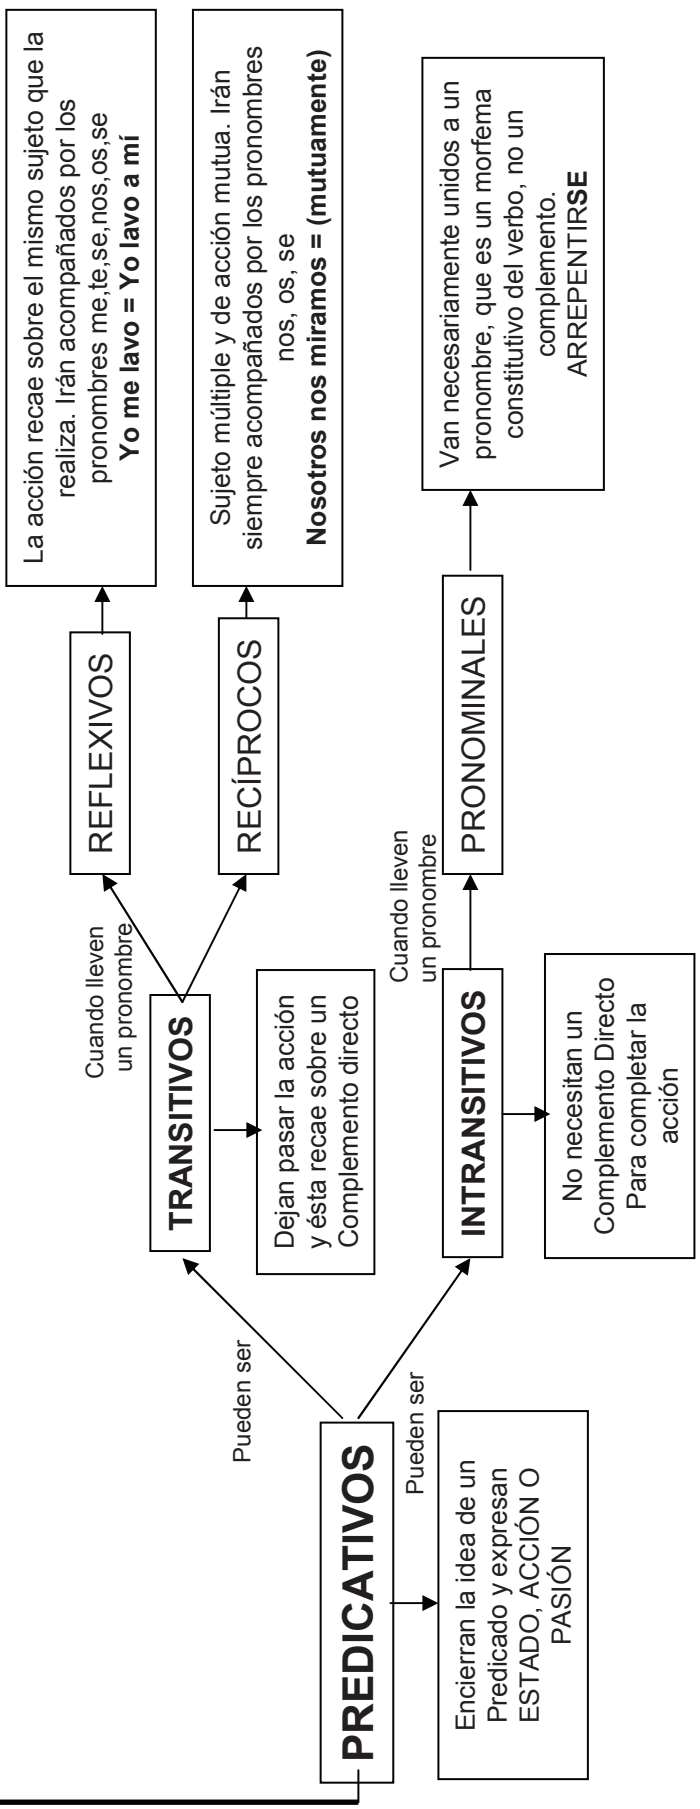 PREDICATIVOS
Encierran la idea de un
Predicado y expresan
ESTADO, ACCIÓN O
PASIÓN
Pueden ser
TRANSITIVOS
Dejan pasar la acción
y ésta recae sobre un
Complemento directo
Cuando lleven
un pronombre
REFLEXIVOS
La acción recae sobre el mismo sujeto que la
realiza. Irán acompañados por los
pronombres me,te,se,nos,os,se
Yo me lavo = Yo lavo a mí
RECÍPROCOS
Sujeto múltiple y de acción mutua. Irán
siempre acompañados por los pronombres
nos, os, se
Nosotros nos miramos = (mutuamente)
Pueden ser
INTRANSITIVOS
No necesitan un
Complemento Directo
Para completar la
acción
Cuando lleven
un pronombre
PRONOMINALES
Van necesariamente unidos a un
pronombre, que es un morfema
constitutivo del verbo, no un
complemento.
ARREPENTIRSE